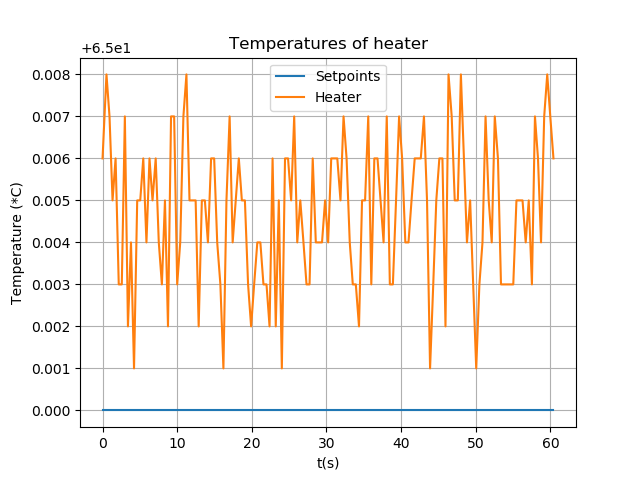 Temperatures of heater
+6.5e1
Setpoints
Heater
Temperature (*C)
0.008
0.007
0.006
0.005
0.004
0.003
0.002
0.001
0.000
0 10 20 30 40 50 60
t(s)